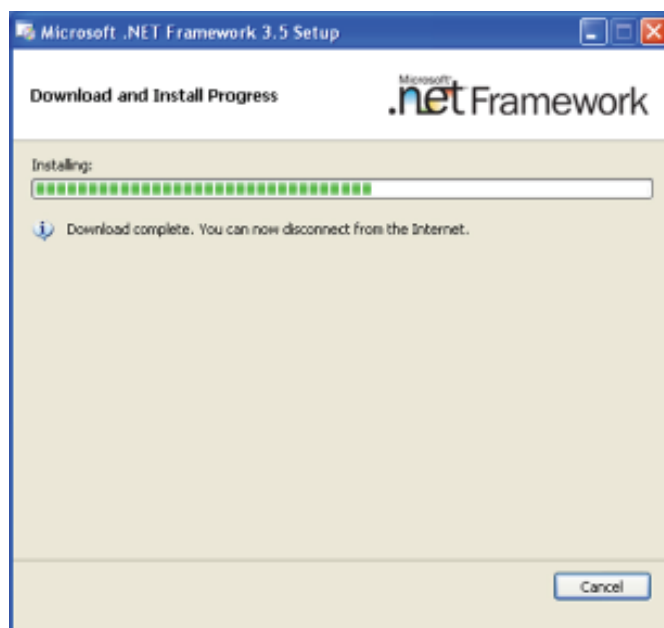 Microsoft .NET Framework 3.5 Setup
Download and Install Progress
Microsoft
.net Framework
Installing:
Download complete. You can now disconnect from the Internet.
Cancel